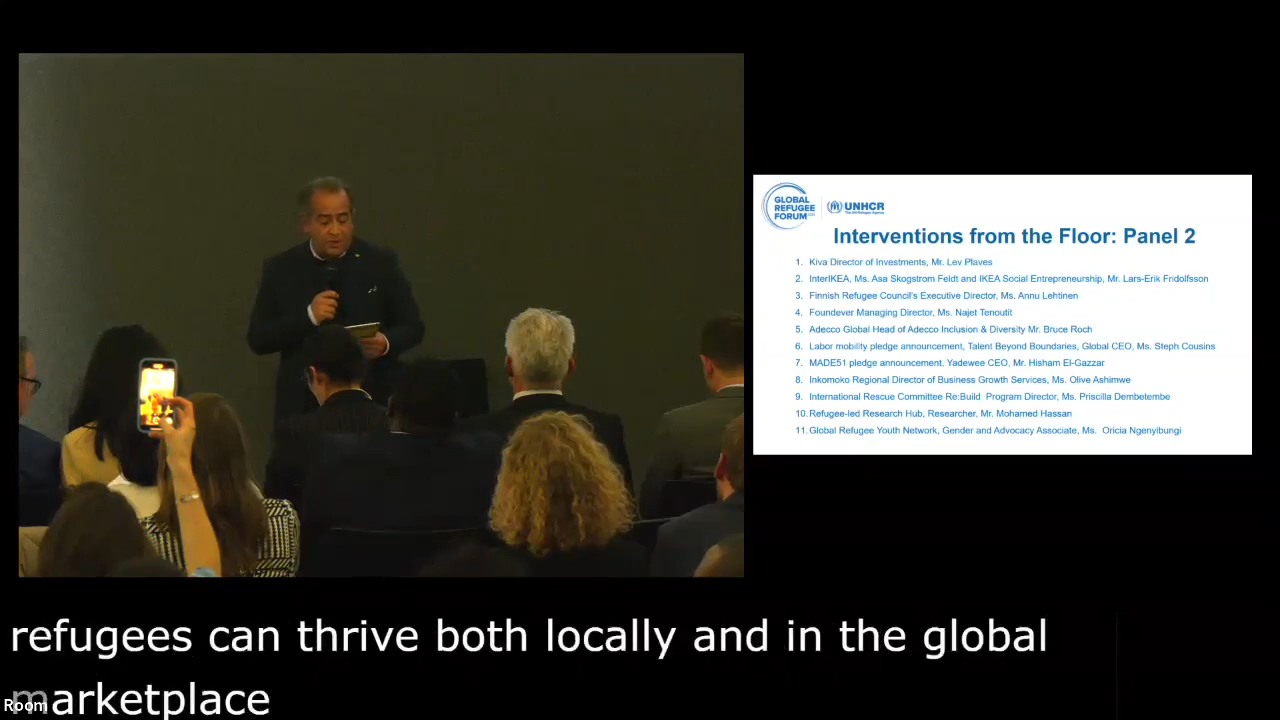 GLOBAL
REFUGEE
FORUM
UNHCR
The UN Refugee Agency
Interventions from the Floor: Panel 2
1. Kiva Director of Investments, Mr. Lev Plaves
2. InterIKEA, Ms. Asa Skogstrom Feldt and IKEA Social Entrepreneurship, Mr. Lars-Erik Fridolfsson
3. Finnish Refugee Council's Executive Director, Ms. Annu Lehtinen
4. Foundever Managing Director, Ms. Najet Tenoutit
5. Adecco Global Head of Adecco Inclusion & Diversity Mr. Bruce Roch
6. Labor mobility pledge announcement, Talent Beyond Boundaries, Global CEO, Ms. Steph Cousins
7. MADE51 pledge announcement, Yadewee CEO, Mr. Hisham El-Gazzar
8. Inkomoko Regional Director of Business Growth Services, Ms. Olive Ashimwe
9. International Rescue Committee Re:Build Program Director, Ms. Priscilla Dembetembe
10. Refugee-led Research Hub, Researcher, Mr. Mohamed Hassan
11. Global Refugee Youth Network, Gender and Advocacy Associate, Ms. Oricia Ngenyibungi
refugees can thrive both locally and in the global
marketplace
Room